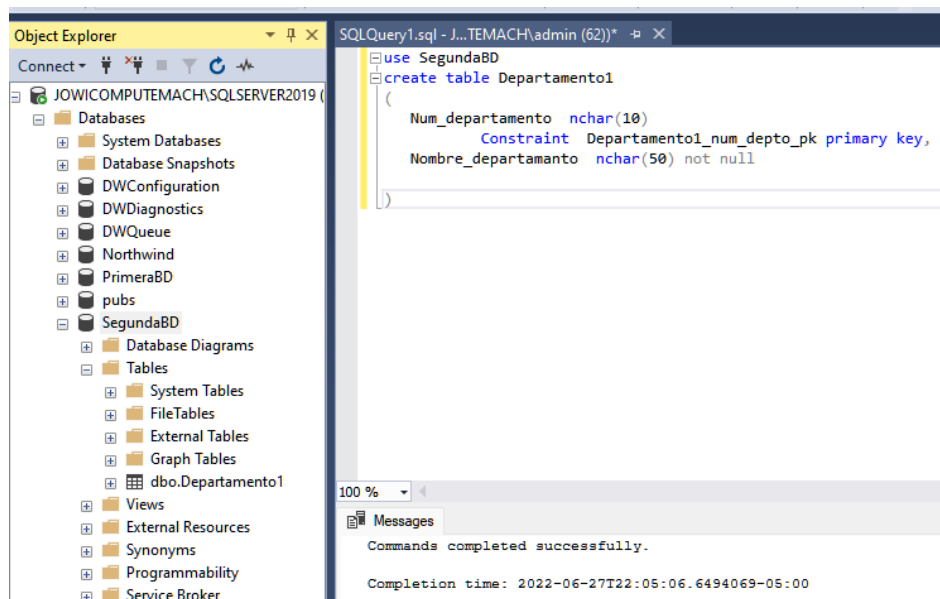 Object Explorer
Connect
JOWICOMPUTEMACH\SQLSERVER2019 (
Databases
System Databases
Database Snapshots
DWConfiguration
DWDiagnostics
DWQueue
Northwind
PrimeraBD
pubs
SegundaBD
Database Diagrams
Tables
System Tables
FileTables
External Tables
Graph Tables
dbo.Departamento1
Views
External Resources
Synonyms
Programmability
Service Broker
SQLQuery1.sql - J...TEMACH\admin (62))*
use SegundaBD
create table Departamento1
(
Num_departamento nchar(10)
Constraint Departamento1_num_depto_pk primary key,
Nombre_departamanto nchar(50) not null
)
100 %
Messages
Commands completed successfully.
Completion time: 2022-06-27T22:05:06.6494069-05:00